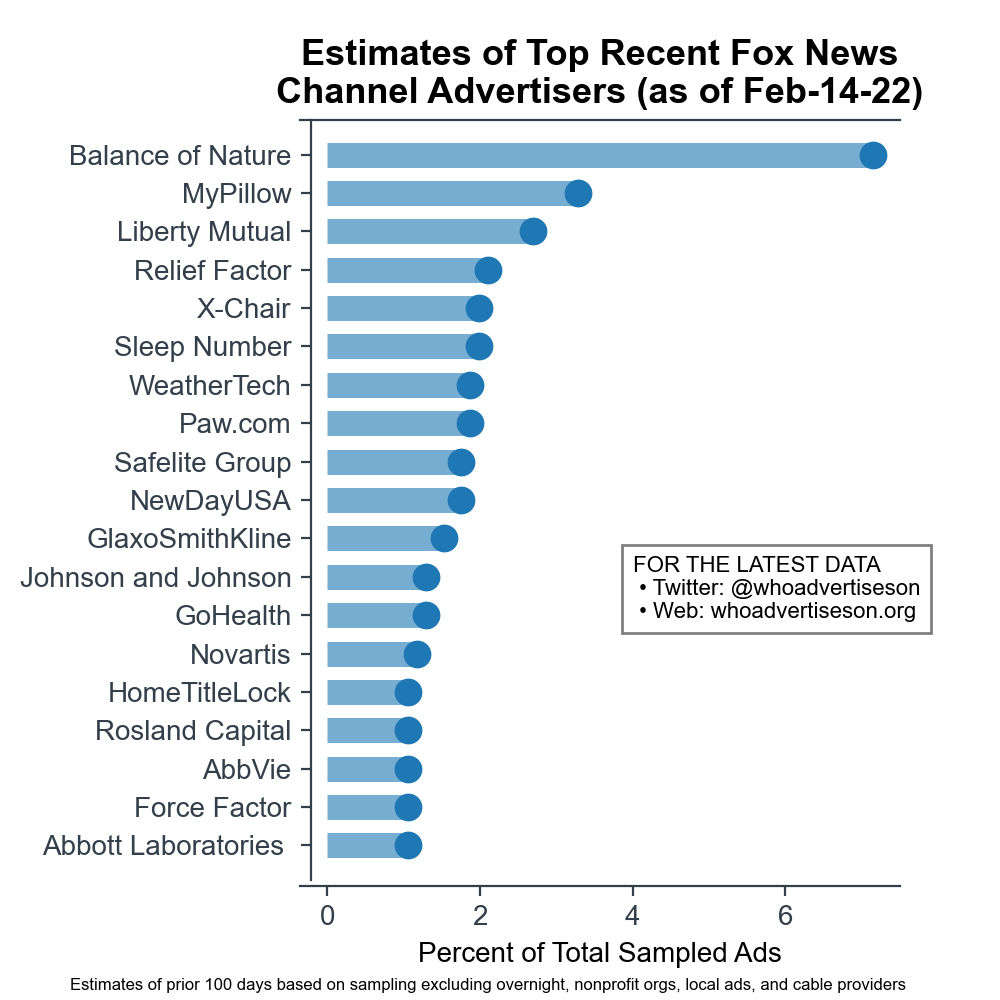 Estimates of Top Recent Fox News
Channel Advertisers (as of Feb-14-22)
Balance of Nature
MyPillow
Liberty Mutual
Relief Factor
X-Chair
Sleep Number
WeatherTech
Paw.com
Safelite Group
NewDayUSA
GlaxoSmithKline
Johnson and Johnson
GoHealth
Novartis
HomeTitleLock
Rosland Capital
AbbVie
Force Factor
Abbott Laboratories
FOR THE LATEST DATA
• Twitter: @whoadvertiseson
• Web: whoadvertiseson.org
0 2 4 6
Percent of Total Sampled Ads
Estimates of prior 100 days based on sampling excluding overnight, nonprofit orgs, local ads, and cable providers